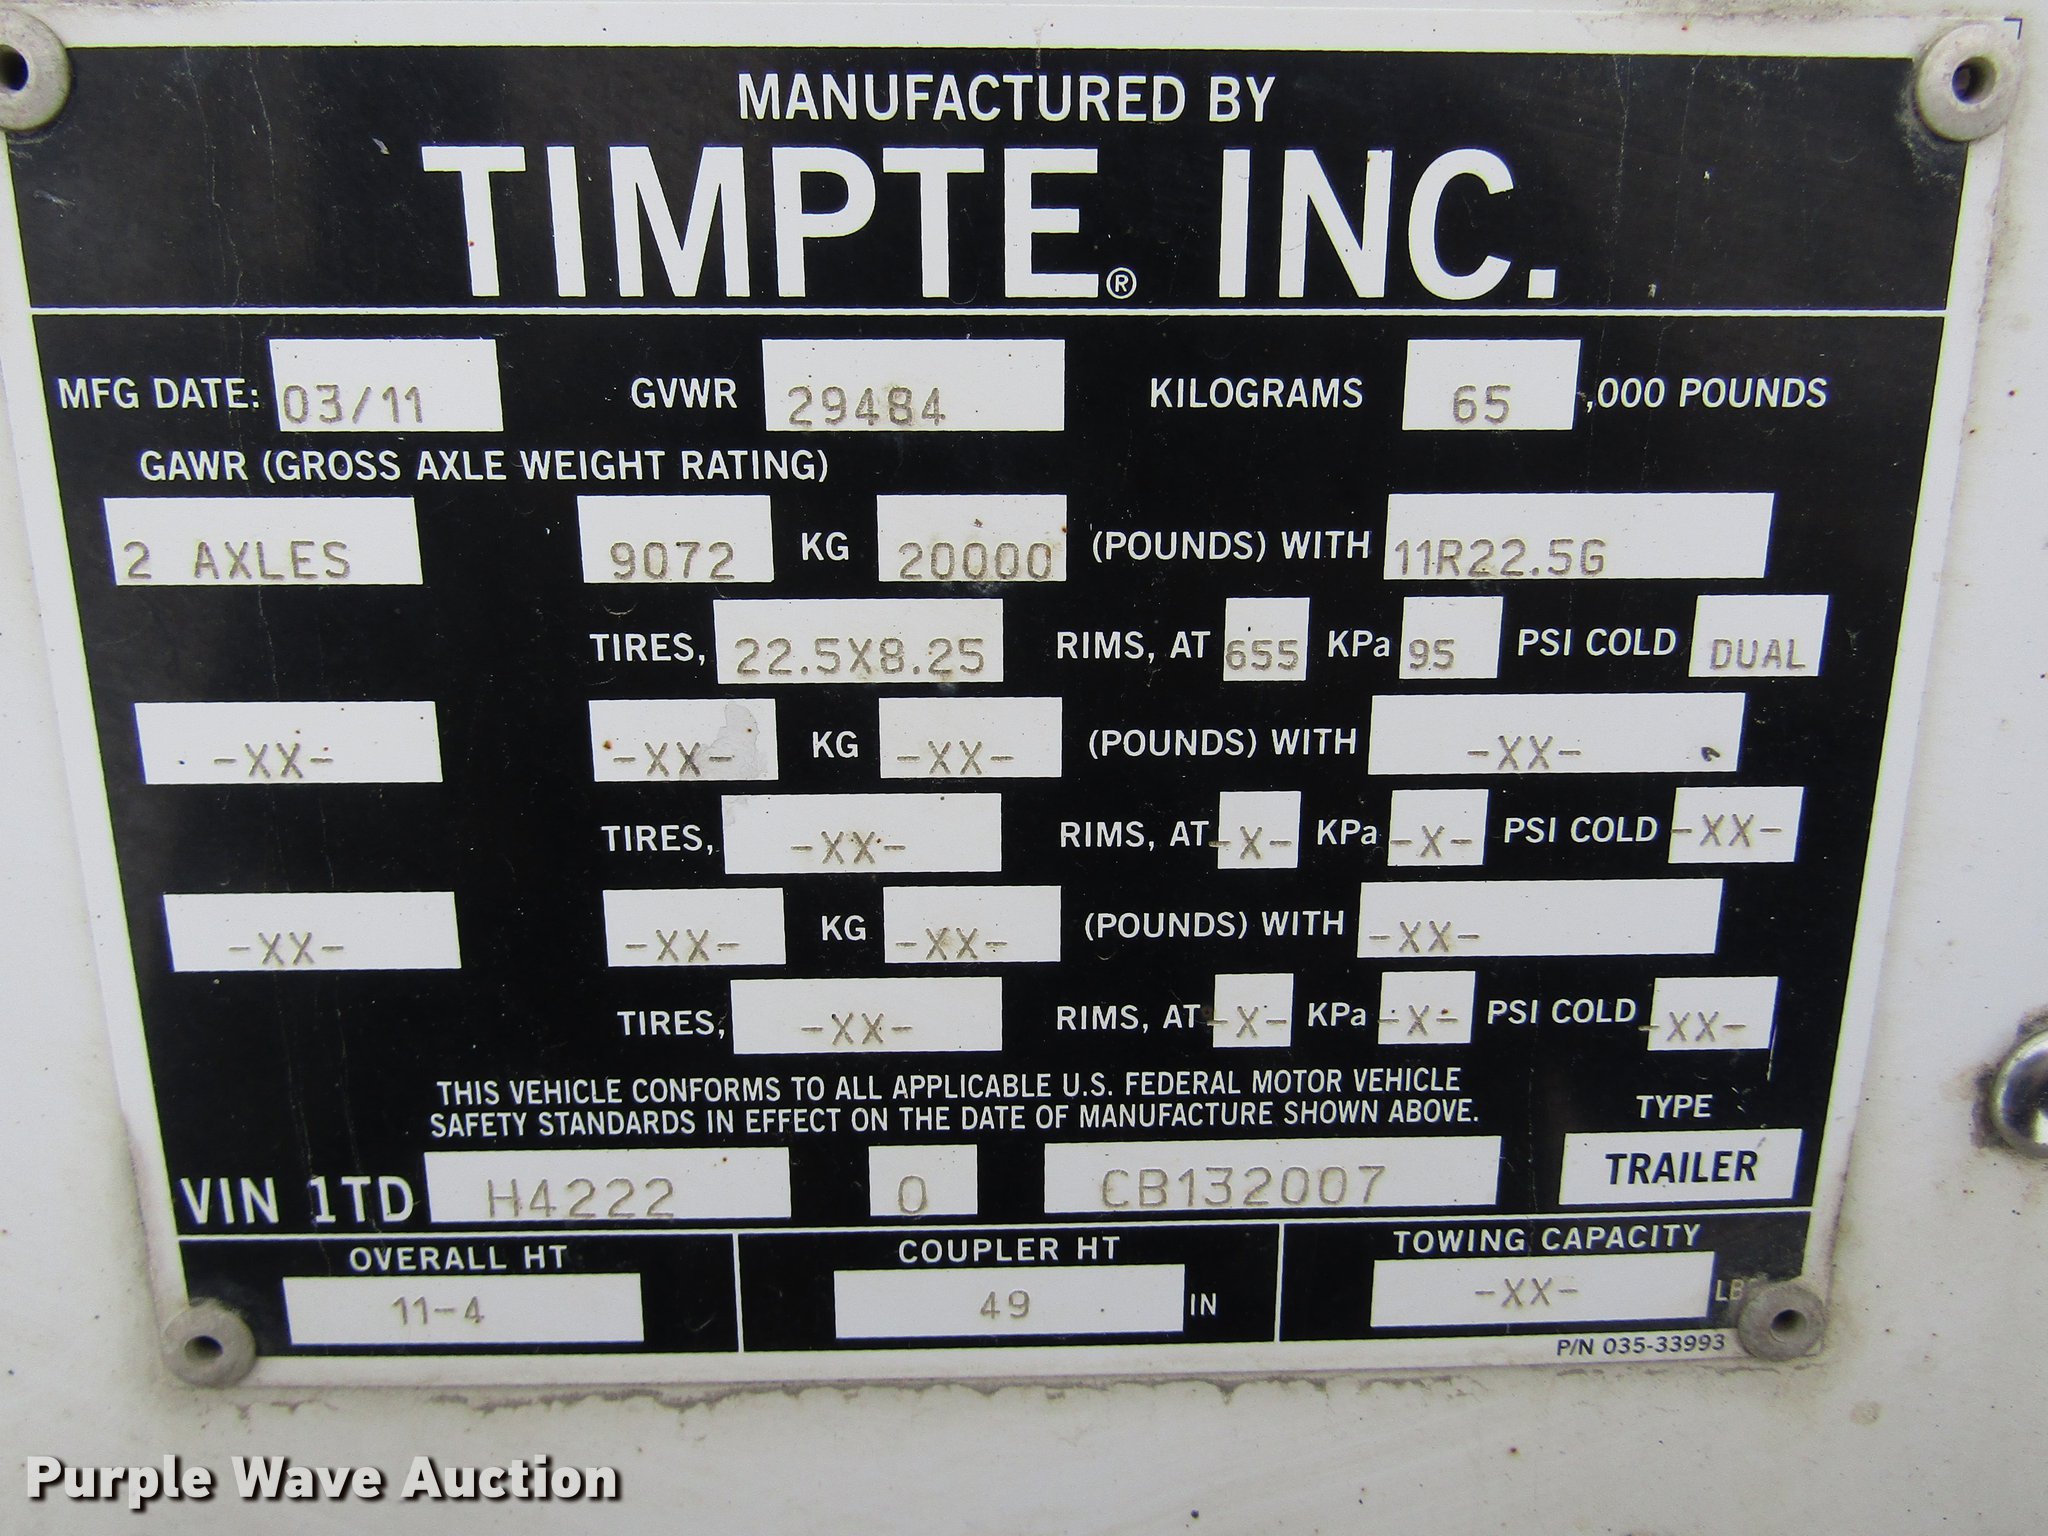 MANUFACTURED BY
TIMPTE® INC.
MFG DATE: 03/11 GVWR 29484 KILOGRAMS 65 ,000 POUNDS
GAWR (GROSS AXLE WEIGHT RATING)
2 AXLES 9072 KG 20000 (POUNDS) WITH 11R22.5G
TIRES, 22.5X8.25 RIMS, AT 655 KPa 95 PSI COLD DUAL
-XX- -XX- KG -XX- (POUNDS) WITH -XX-
TIRES, -XX- RIMS, AT -X- KPa -X- PSI COLD -XX-
-XX- -XX- KG -XX- (POUNDS) WITH -XX-
TIRES, -XX- RIMS, AT -X- KPa -X- PSI COLD -XX-
THIS VEHICLE CONFORMS TO ALL APPLICABLE U.S. FEDERAL MOTOR VEHICLE
SAFETY STANDARDS IN EFFECT ON THE DATE OF MANUFACTURE SHOWN ABOVE.
TYPE
VIN 1TD H4222 0 CB132007 TRAILER
OVERALL HT COUPLER HT TOWING CAPACITY
11-4 49 IN -XX-
P/N 035-33993
Purple Wave Auction